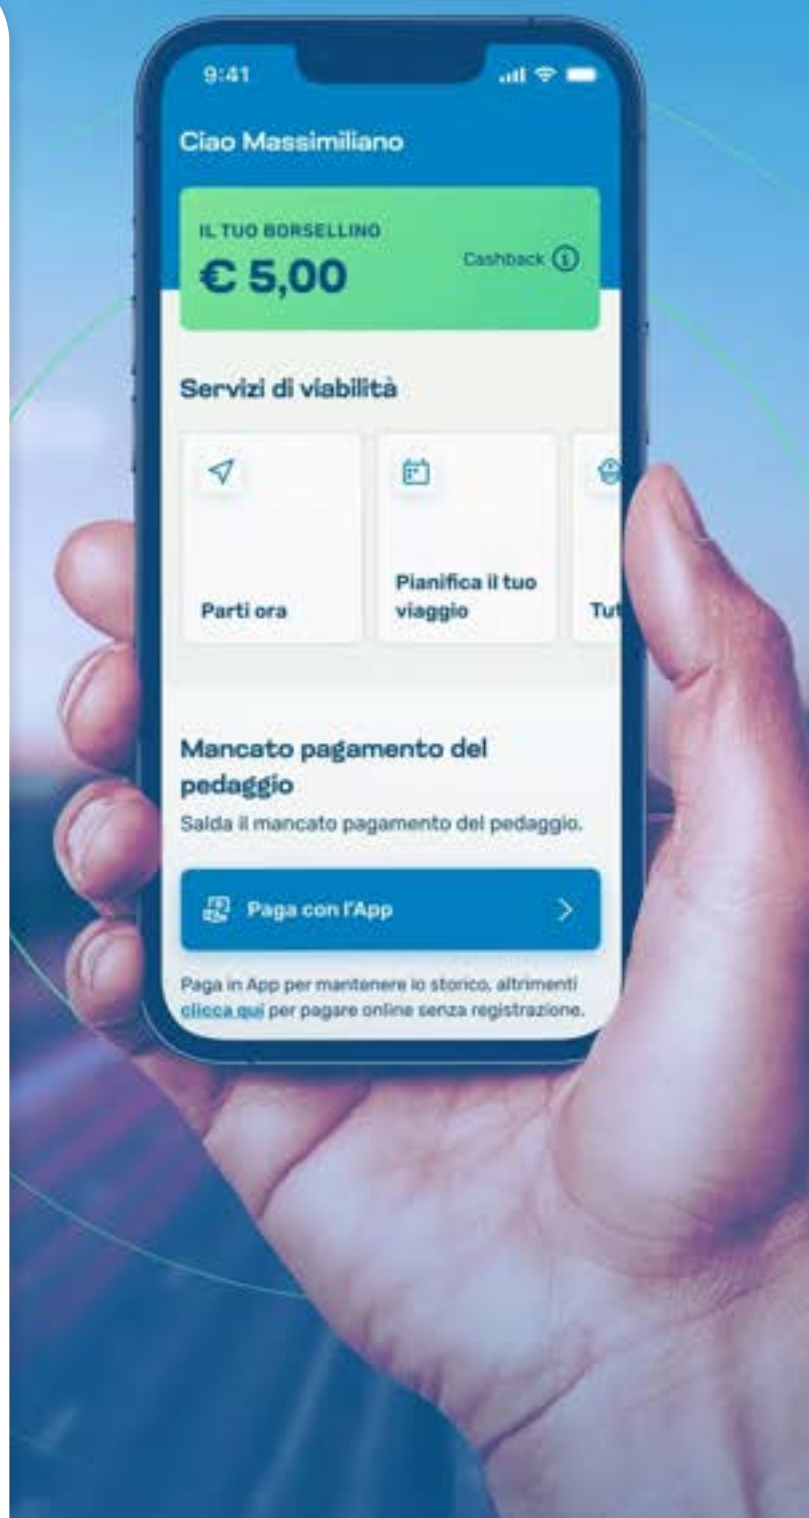 9:41
Ciao Massimiliano
IL TUO BORSELLINO
€ 5,00
Cashback
Servizi di viabilità
Parti ora
Pianifica il tuo
viaggio
Tut
Mancato pagamento del
pedaggio
Salda il mancato pagamento del pedaggio.
Paga con l'App
Paga in App per mantenere lo storico, altrimenti
clicca qui per pagare online senza registrazione.